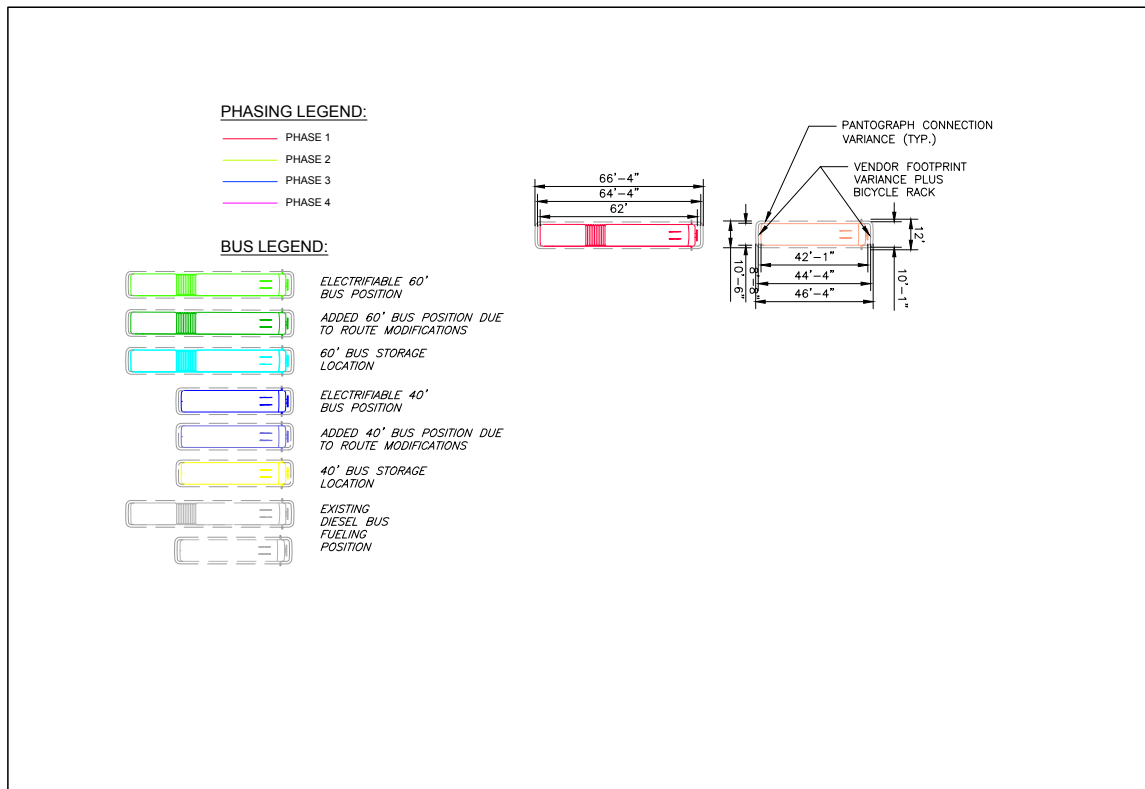 PHASING LEGEND:
PHASE 1
PHASE 2
PHASE 3
PHASE 4
BUS LEGEND:
ELECTRIFIABLE 60'
BUS POSITION
ADDED 60' BUS POSITION DUE
TO ROUTE MODIFICATIONS
60' BUS STORAGE
LOCATION
ELECTRIFIABLE 40'
BUS POSITION
ADDED 40' BUS POSITION DUE
TO ROUTE MODIFICATIONS
40' BUS STORAGE
LOCATION
EXISTING
DIESEL BUS
FUELING
POSITION
66'-4"
64'-4"
62'
PANTOGRAPH CONNECTION
VARIANCE (TYP.)
VENDOR FOOTPRINT
VARIANCE PLUS
BICYCLE RACK
42'-1"
44'-4"
46'-4"
10'-6"
8'-8"
10'-1"
12'